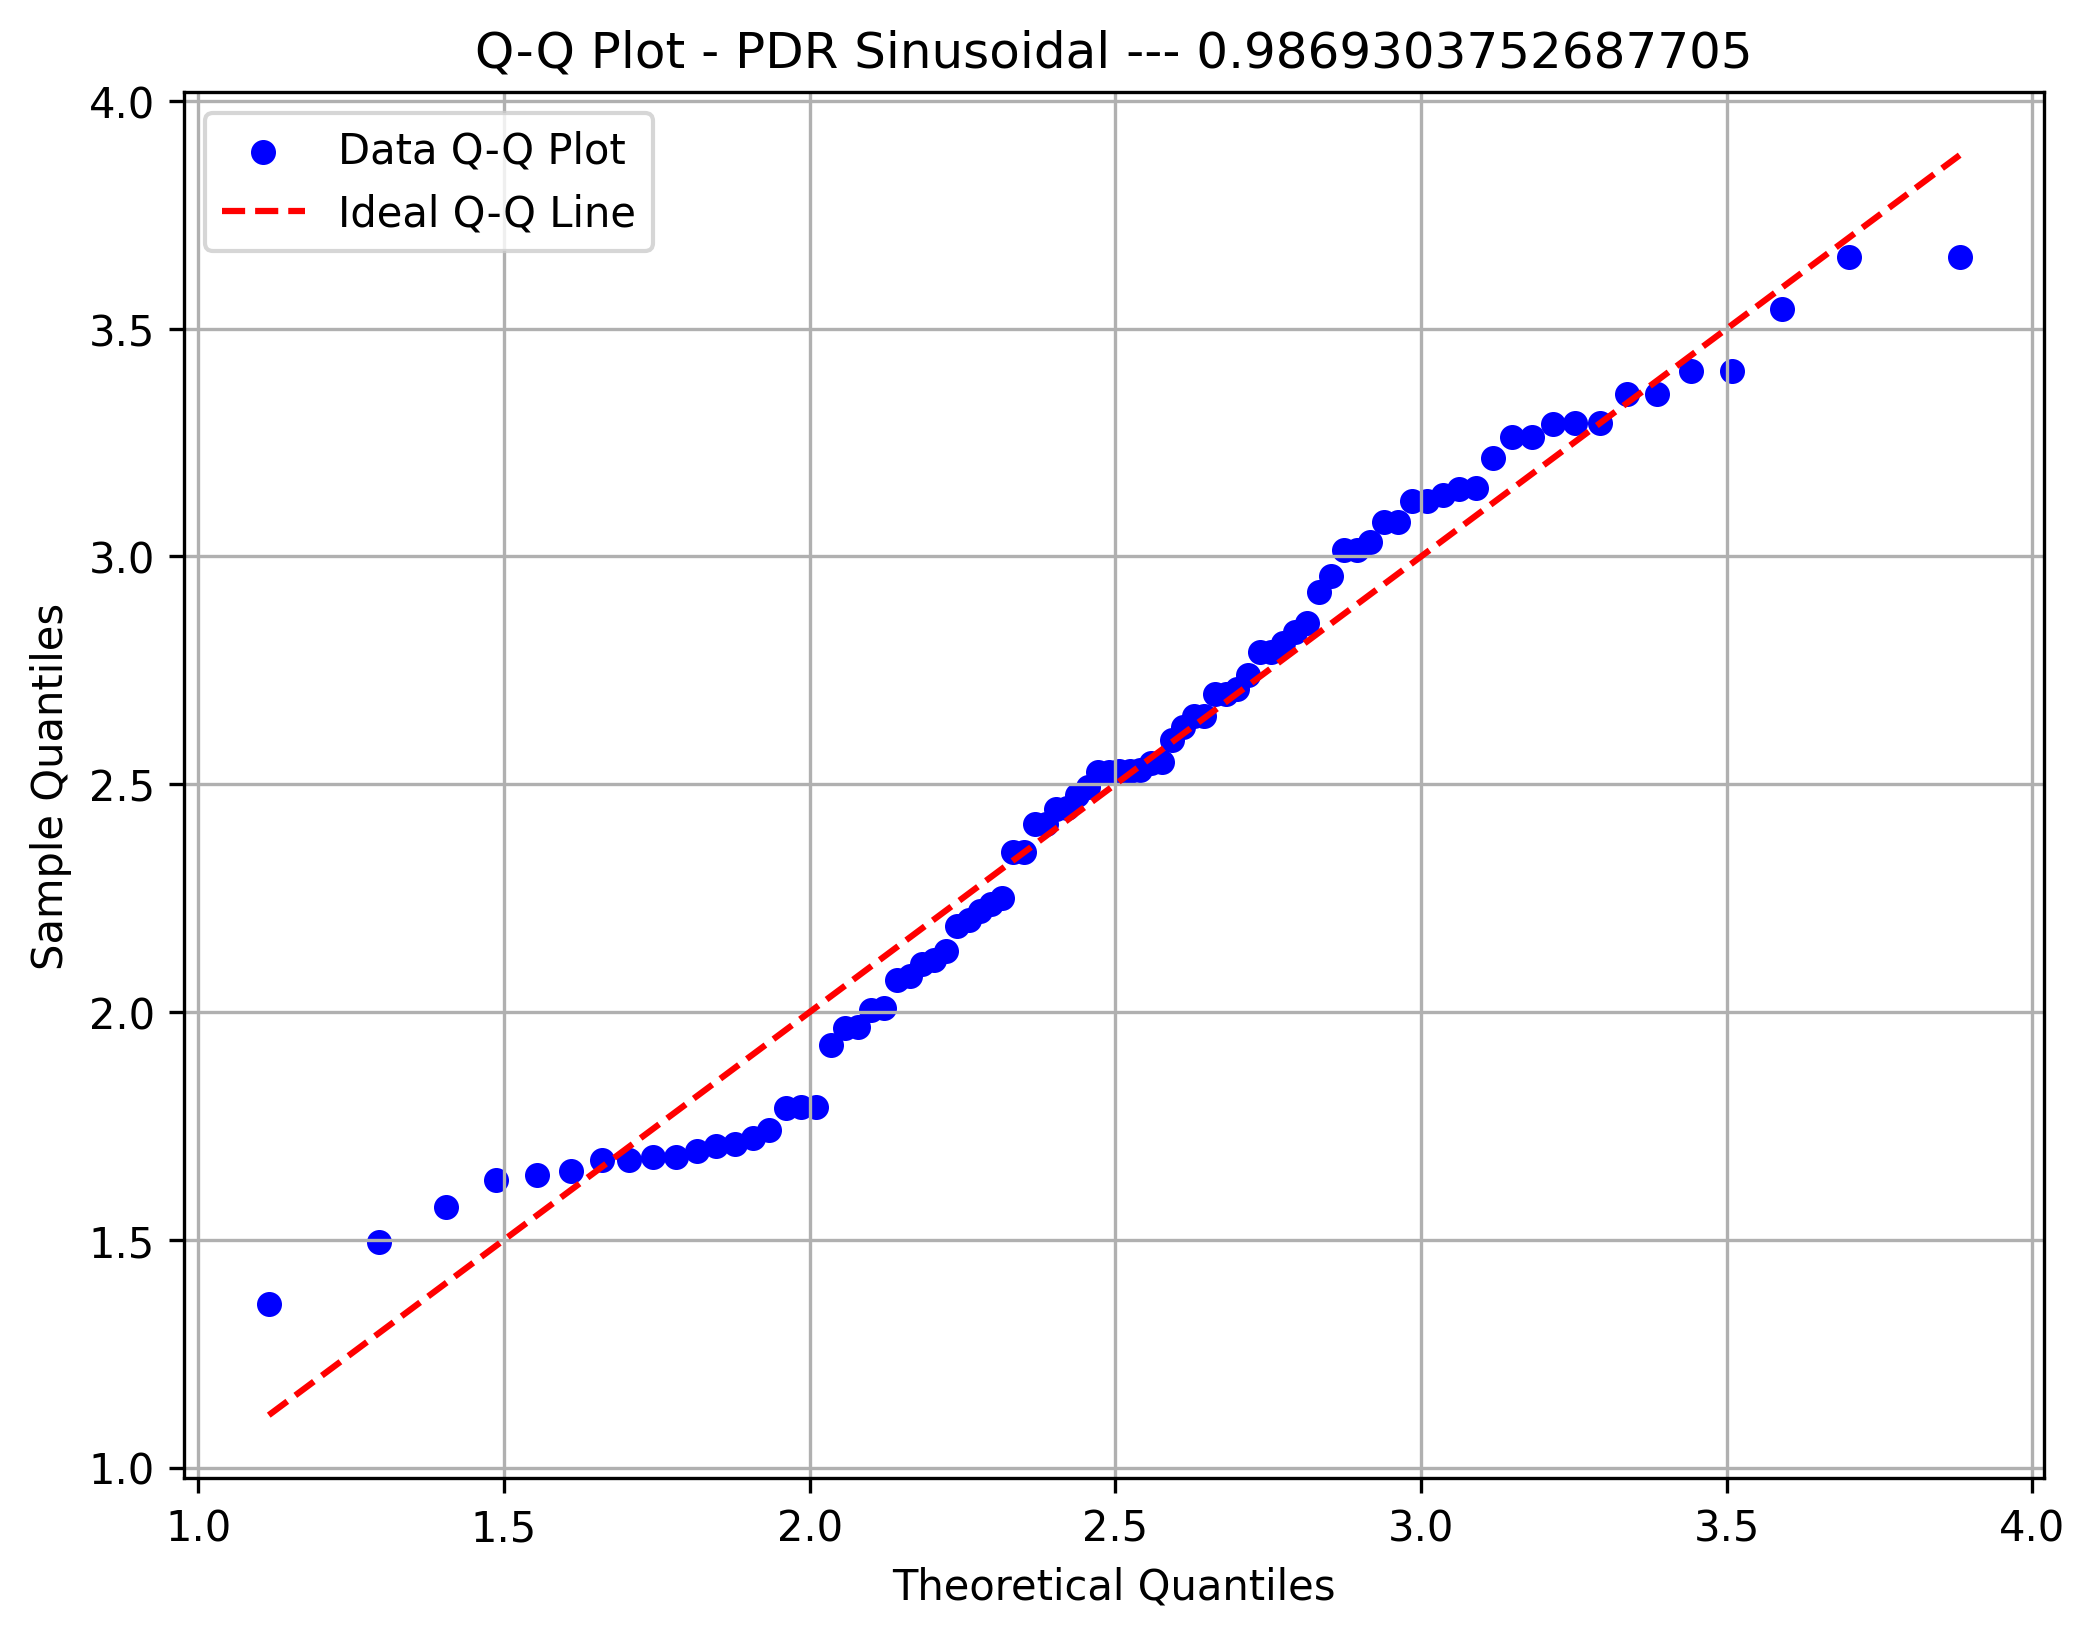 Q-Q Plot - PDR Sinusoidal --- 0.9869303752687705
Data Q-Q Plot
Ideal Q-Q Line
Sample Quantiles
4.0
3.5
3.0
2.5
2.0
1.5
1.0
1.0 1.5 2.0 2.5 3.0 3.5 4.0
Theoretical Quantiles